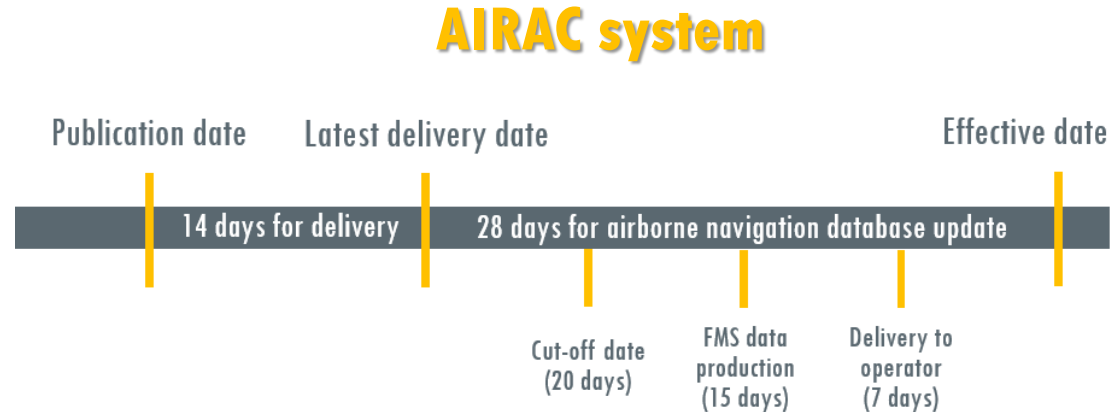 AIRAC system
Publication date
Latest delivery date
Effective date
14 days for delivery
28 days for airborne navigation database update
Cut-off date
(20 days)
FMS data
production
(15 days)
Delivery to
operator
(7 days)